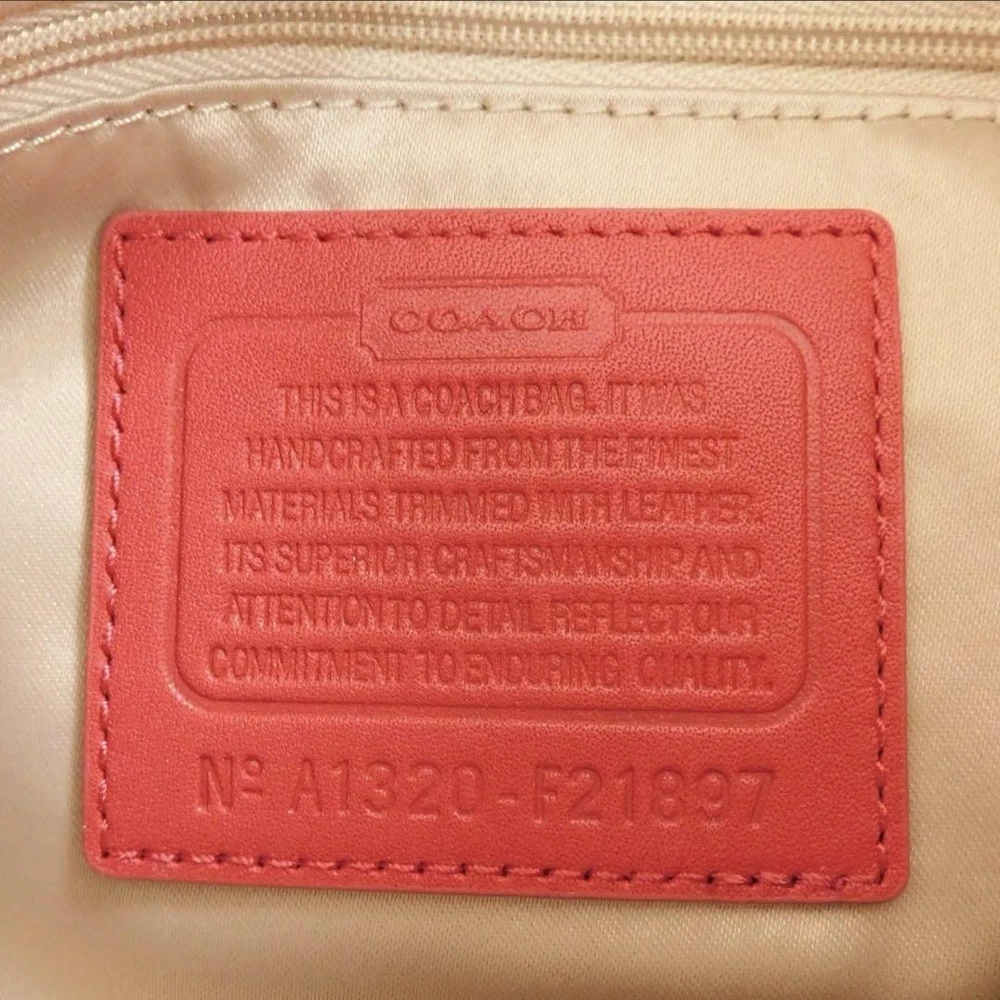 COACH
THIS IS A COACH BAG. IT WAS
HANDCRAFTED FROM THE FINEST
MATERIALS TRIMMED WITH LEATHER.
ITS SUPERIOR CRAFTSMANSHIP AND
ATTENTION TO DETAIL REFLECT OUR
COMMITMENT TO ENDURING QUALITY.
Nº A1320-F21897